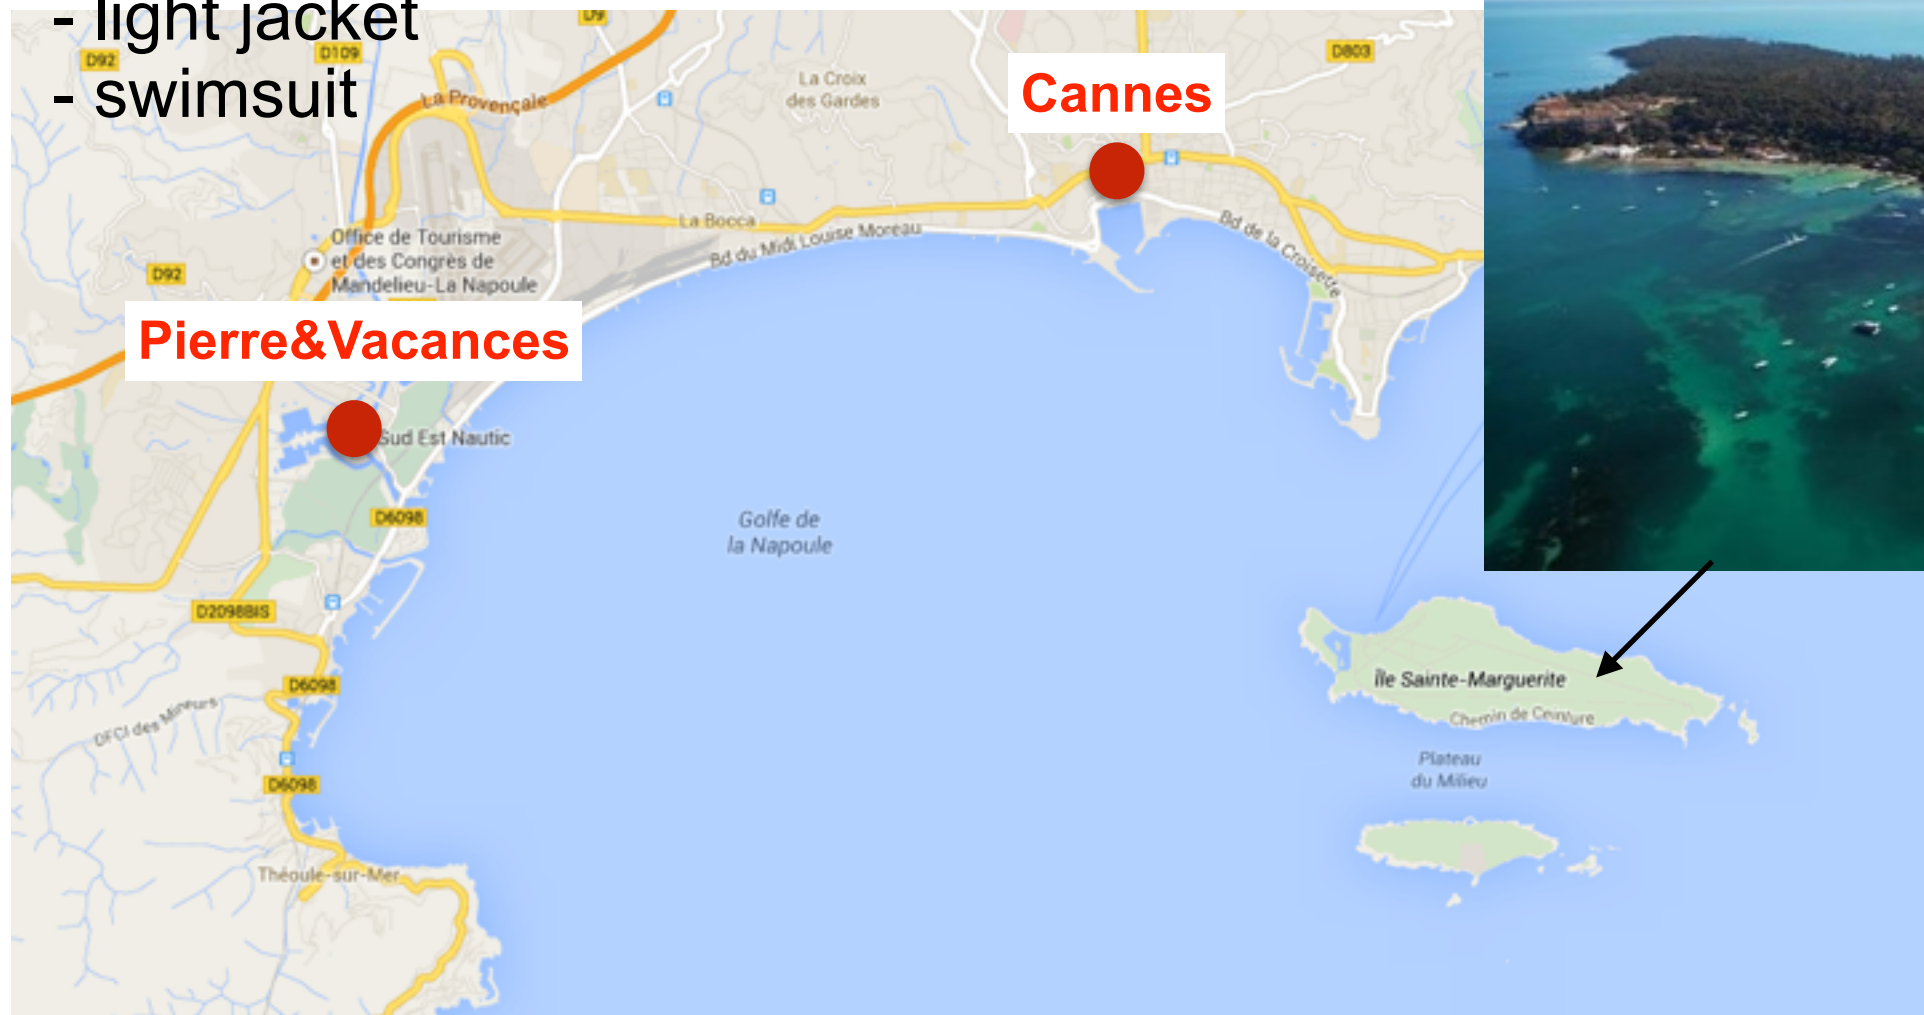 - light jacket
- swimsuit
D9
D92
D109
D803
La Provençale
La Croix
des Gardes
Cannes
La Bocca
Bd du Midi Louise Moreau
Bd de la Croisette
Office de Tourisme
et des Congrès de
Mandelieu-La Napoule
D92
Pierre&Vacances
Sud Est Nautic
D6098
Golfe de
la Napoule
D2098BIS
D6098
Île Sainte-Marguerite
Chemin de Ceinture
DFCI des Mineurs
Plateau
du Milieu
D6098
Théoule-sur-Mer